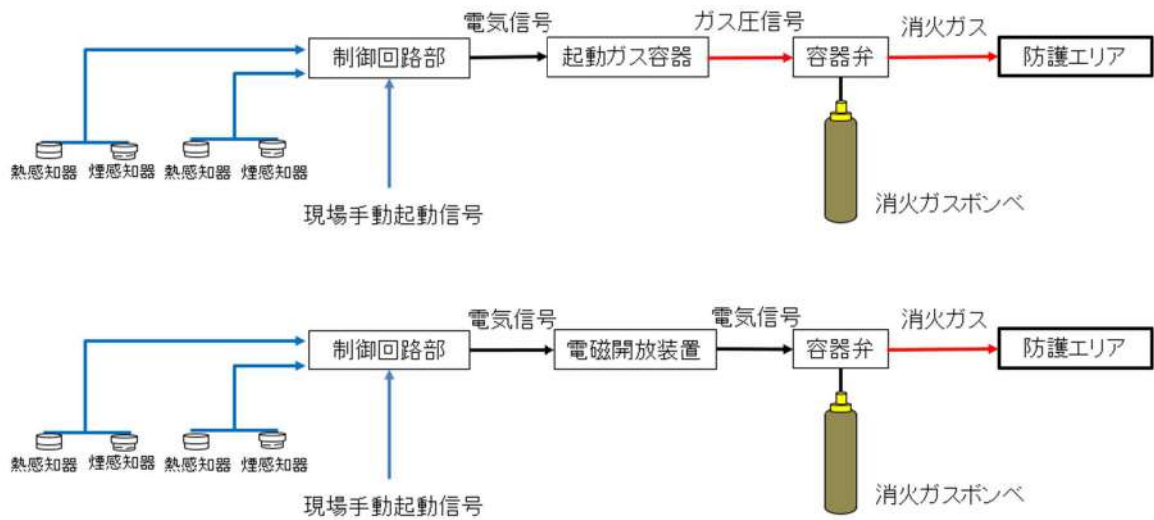 電気信号
ガス圧信号
消火ガス
制御回路部
起動ガス容器
容器弁
防護エリア
熱感知器
煙感知器
熱感知器
煙感知器
現場手動起動信号
消火ガスボンベ
電気信号
電気信号
消火ガス
制御回路部
電磁開放装置
容器弁
防護エリア
熱感知器
煙感知器
熱感知器
煙感知器
現場手動起動信号
消火ガスボンベ